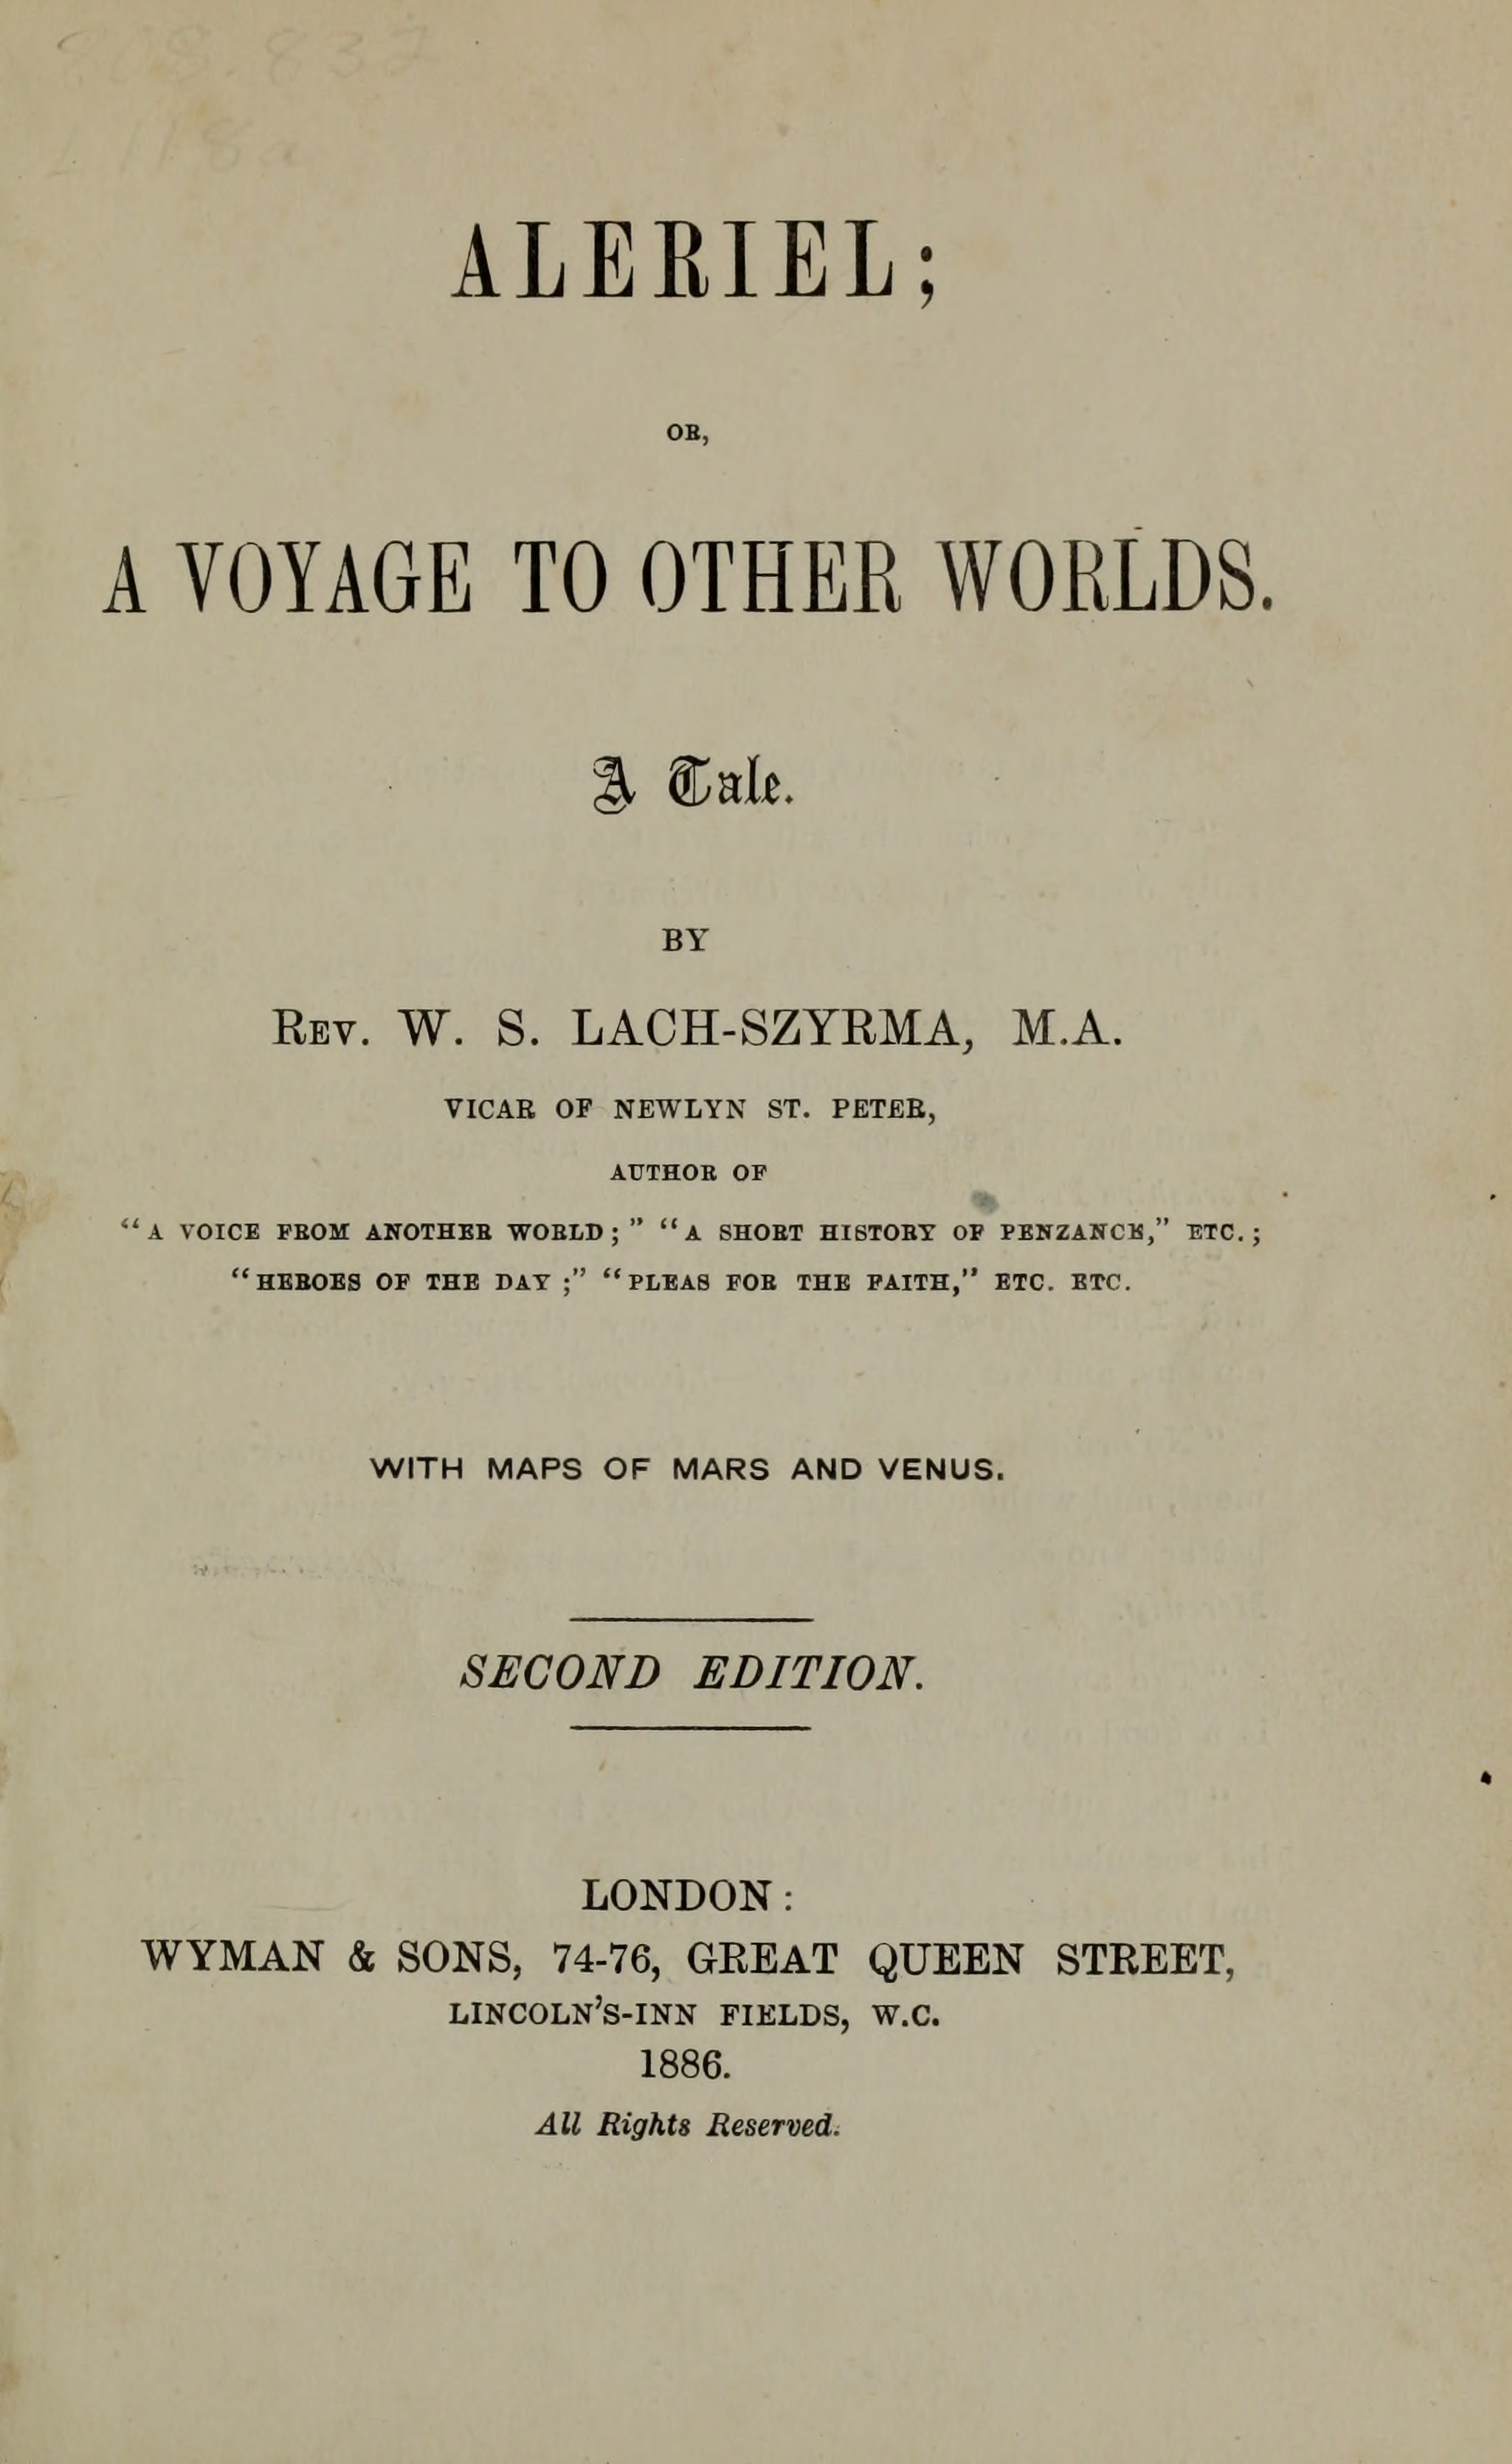 ALERIEL;
OR,
A VOYAGE TO OTHER WORLDS.
A Tale.
BY
REV. W. S. LACH-SZYRMA, M.A.
VICAR OF NEWLYN ST. PETER,
AUTHOR OF
“A VOICE FROM ANOTHER WORLD;” “A SHORT HISTORY OF PENZANCE,” ETC.;
“HEROES OF THE DAY;” “PLEAS FOR THE FAITH,” ETC. ETC.
WITH MAPS OF MARS AND VENUS.
SECOND EDITION.
LONDON:
WYMAN & SONS, 74-76, GREAT QUEEN STREET,
LINCOLN’S-INN FIELDS, W.C.
1886.
All Rights Reserved.